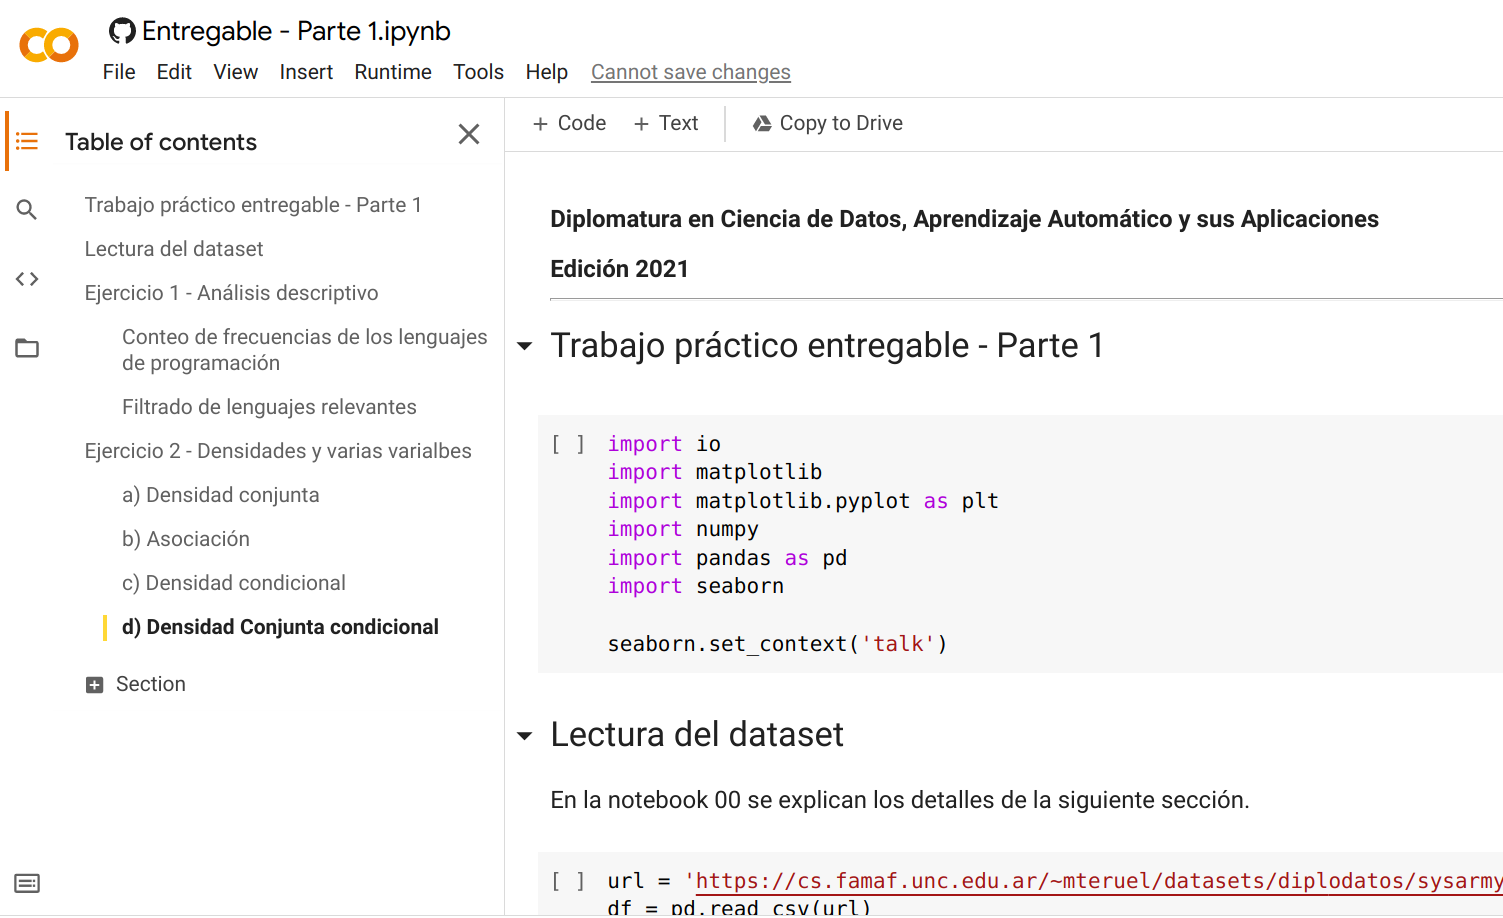 Entregable - Parte 1.ipynb
File Edit View Insert Runtime Tools Help Cannot save changes
Table of contents
Trabajo práctico entregable - Parte 1
Lectura del dataset
Ejercicio 1 - Análisis descriptivo
Conteo de frecuencias de los lenguajes
de programación
Filtrado de lenguajes relevantes
Ejercicio 2 - Densidades y varias varialbes
a) Densidad conjunta
b) Asociación
c) Densidad condicional
d) Densidad Conjunta condicional
Section
+ Code + Text Copy to Drive
Diplomatura en Ciencia de Datos, Aprendizaje Automático y sus Aplicaciones
Edición 2021
Trabajo práctico entregable - Parte 1
[ ] import io
import matplotlib
import matplotlib.pyplot as plt
import numpy
import pandas as pd
import seaborn
seaborn.set_context('talk')
Lectura del dataset
En la notebook 00 se explican los detalles de la siguiente sección.
[ ] url = 'https://cs.famaf.unc.edu.ar/~mteruel/datasets/diplodatos/sysarmy
df = pd.read_csv(url)